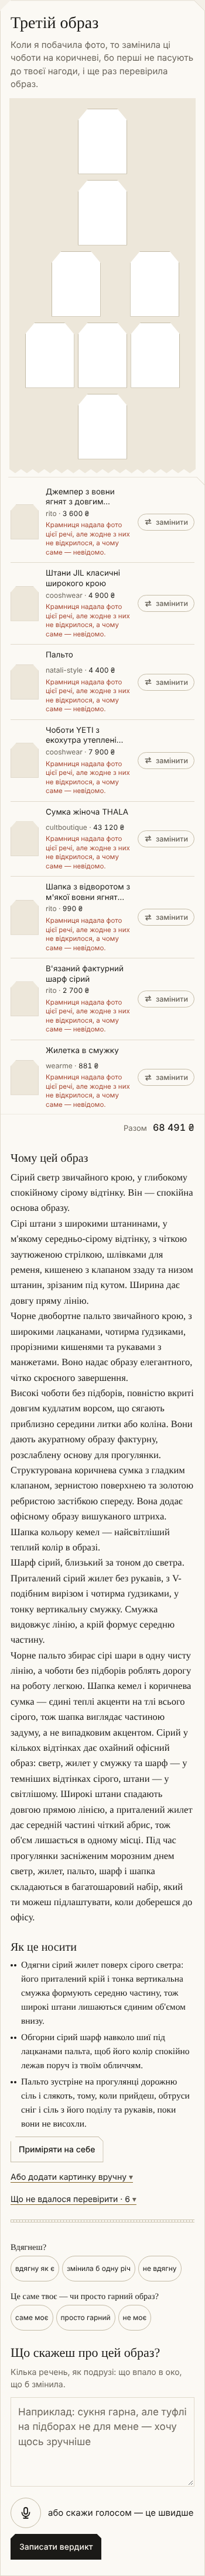 Третій образ
Коли я побачила фото, то замінила ці
чоботи на коричневі, бо перші не пасують
до твоєї нагоди, і ще раз перевірила
образ.
Джемпер з вовни
ягнят з довгим...
rito · 3 600 ₴
Крамниця надала фото
цієї речі, але жодне з них
не відкрилося, а чому
саме — невідомо.
замінити
Штани JIL класичні
широкого крою
cooshwear · 4 900 ₴
Крамниця надала фото
цієї речі, але жодне з них
не відкрилося, а чому
саме — невідомо.
замінити
Пальто
natali-style · 4 400 ₴
Крамниця надала фото
цієї речі, але жодне з них
не відкрилося, а чому
саме — невідомо.
замінити
Чоботи YETI з
екохутра утеплені...
cooshwear · 7 900 ₴
Крамниця надала фото
цієї речі, але жодне з них
не відкрилося, а чому
саме — невідомо.
замінити
Сумка жіноча THALA
cultboutique · 43 120 ₴
Крамниця надала фото
цієї речі, але жодне з них
не відкрилося, а чому
саме — невідомо.
замінити
Шапка з відворотом з
м'якої вовни ягнят...
rito · 990 ₴
Крамниця надала фото
цієї речі, але жодне з них
не відкрилося, а чому
саме — невідомо.
замінити
В'язаний фактурний
шарф сірий
rito · 2 700 ₴
Крамниця надала фото
цієї речі, але жодне з них
не відкрилося, а чому
саме — невідомо.
замінити
Жилетка в смужку
wearme · 881 ₴
Крамниця надала фото
цієї речі, але жодне з них
не відкрилося, а чому
саме — невідомо.
замінити
Разом 68 491 ₴
Чому цей образ
Сірий светр звичайного крою, у глибокому
спокійному сірому відтінку. Він — спокійна
основа образу.
Сірі штани з широкими штанинами, у
м'якому середньо-сірому відтінку, з чіткою
заутюженою стрілкою, шлівками для
ременя, кишенею з клапаном ззаду та низом
штанин, зрізаним під кутом. Ширина дає
довгу пряму лінію.
Чорне двобортне пальто звичайного крою, з
широкими лацканами, чотирма ґудзиками,
прорізними кишенями та рукавами з
манжетами. Воно надає образу елегантного,
чітко окресленого завершення.
Високі чоботи без підборів, повністю вкриті
довгим кудлатим ворсом, що сягають
приблизно середини литки або коліна. Вони
дають акуратному образу фактурну,
розслаблену основу для прогулянки.
Структурована коричнева сумка з гладким
клапаном, зернистою поверхнею та золотою
ребристою застібкою спереду. Вона додає
офісному образу вишуканого штриха.
Шапка кольору кемел — найсвітліший
теплий колір в образі.
Шарф сірий, близький за тоном до светра.
Приталений сірий жилет без рукавів, з V-
подібним вирізом і чотирма ґудзиками, у
тонку вертикальну смужку. Смужка
видовжує лінію, а крій формує середню
частину.
Чорне пальто збирає сірі шари в одну чисту
лінію, а чоботи без підборів роблять дорогу
на роботу легкою. Шапка кемел і коричнева
сумка — єдині теплі акценти на тлі всього
сірого, тож шапка виглядає частиною
задуму, а не випадковим акцентом. Сірий у
кількох відтінках дає охайний офісний
образ: светр, жилет у смужку та шарф — у
темніших відтінках сірого, штани — у
світлішому. Широкі штани спадають
довгою прямою лінією, а приталений жилет
дає середній частині чіткий абрис, тож
об'єм лишається в одному місці. Під час
прогулянки засніженим морозним днем
светр, жилет, пальто, шарф і шапка
складаються в багатошаровий набір, який
ти можеш підлаштувати, коли доберешся до
офісу.
Як це носити
•• Одягни сірий жилет поверх сірого светра:
його приталений крій і тонка вертикальна
смужка формують середню частину, тож
широкі штани лишаються єдиним об'ємом
внизу.
•• Обгорни сірий шарф навколо шиї під
лацканами пальта, щоб його колір спокійно
лежав поруч із твоїм обличчям.
•• Пальто зустріне на прогулянці дорожню
сіль і сльоту, тому, коли прийдеш, обтруси
сніг і сіль з його поділу та рукавів, поки
вони не висохли.
Приміряти на себе
Або додати картинку вручну ▾
Що не вдалося перевірити · 6 ▾
Вдягнеш?
вдягну як є
змінила б одну річ
не вдягну
Це саме твоє — чи просто гарний образ?
саме моє
просто гарний
не моє
Що скажеш про цей образ?
Кілька речень, як подрузі: що впало в око,
що б змінила.
Наприклад: сукня гарна, але туфлі
на підборах не для мене — хочу
щось зручніше
або скажи голосом — це швидше
Записати вердикт